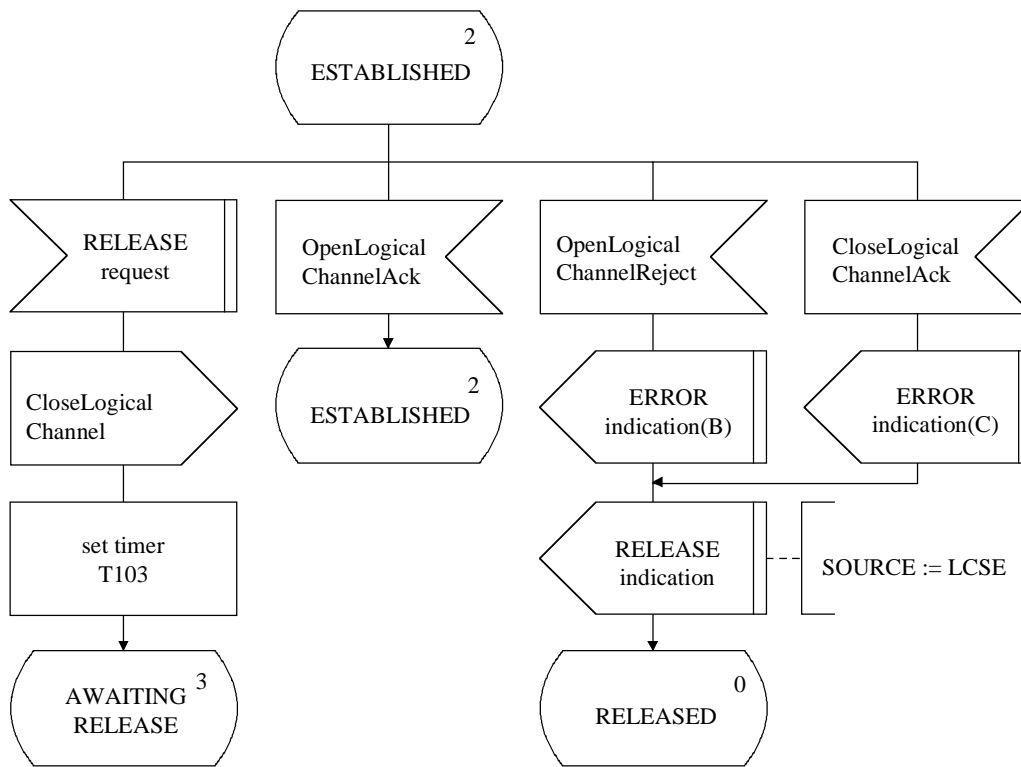 2
ESTABLISHED
RELEASE
request
OpenLogical
ChannelAck
OpenLogical
ChannelReject
CloseLogical
ChannelAck
CloseLogical
Channel
2
ESTABLISHED
ERROR
indication(B)
ERROR
indication(C)
set timer
T103
RELEASE
indication
SOURCE := LCSE
AWAITING 3
RELEASE
0
RELEASED